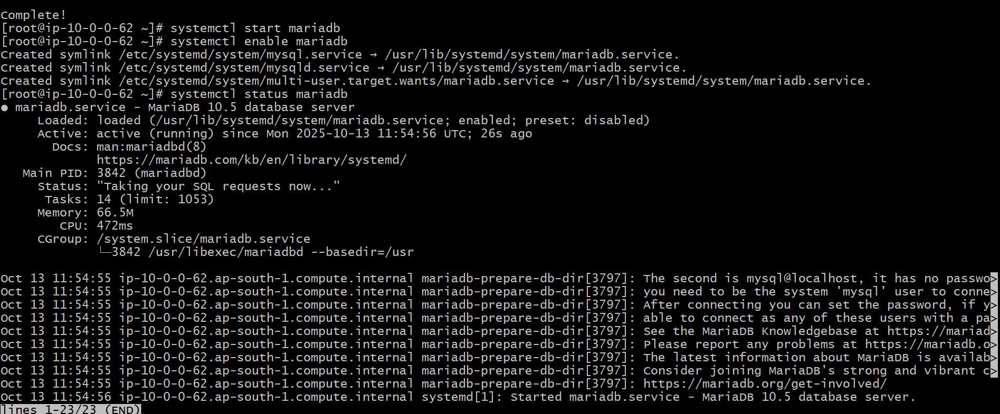 Complete!
[root@ip-10-0-0-62 ~]# systemctl start mariadb
[root@ip-10-0-0-62 ~]# systemctl enable mariadb
Created symlink /etc/systemd/system/mysql.service → /usr/lib/systemd/system/mariadb.service.
Created symlink /etc/systemd/system/mysqld.service → /usr/lib/systemd/system/mariadb.service.
Created symlink /etc/systemd/system/multi-user.target.wants/mariadb.service → /usr/lib/systemd/system/mariadb.service.
[root@ip-10-0-0-62 ~]# systemctl status mariadb
● mariadb.service - MariaDB 10.5 database server
     Loaded: loaded (/usr/lib/systemd/system/mariadb.service; enabled; preset: disabled)
     Active: active (running) since Mon 2025-10-13 11:54:56 UTC; 26s ago
       Docs: man:mariadbd(8)
             https://mariadb.com/kb/en/library/systemd/
   Main PID: 3842 (mariadbd)
     Status: "Taking your SQL requests now..."
      Tasks: 14 (limit: 1053)
     Memory: 66.5M
        CPU: 472ms
     CGroup: /system.slice/mariadb.service
             └─3842 /usr/libexec/mariadbd --basedir=/usr
Oct 13 11:54:55 ip-10-0-0-62.ap-south-1.compute.internal mariadb-prepare-db-dir[3797]: The second is mysql@localhost, it has no passwo>
Oct 13 11:54:55 ip-10-0-0-62.ap-south-1.compute.internal mariadb-prepare-db-dir[3797]: you need to be the system 'mysql' user to conne>
Oct 13 11:54:55 ip-10-0-0-62.ap-south-1.compute.internal mariadb-prepare-db-dir[3797]: After connecting you can set the password, if y>
Oct 13 11:54:55 ip-10-0-0-62.ap-south-1.compute.internal mariadb-prepare-db-dir[3797]: able to connect as any of these users with a pa>
Oct 13 11:54:55 ip-10-0-0-62.ap-south-1.compute.internal mariadb-prepare-db-dir[3797]: See the MariaDB Knowledgebase at https://mariad>
Oct 13 11:54:55 ip-10-0-0-62.ap-south-1.compute.internal mariadb-prepare-db-dir[3797]: Please report any problems at https://mariadb.o>
Oct 13 11:54:55 ip-10-0-0-62.ap-south-1.compute.internal mariadb-prepare-db-dir[3797]: The latest information about MariaDB is availab>
Oct 13 11:54:55 ip-10-0-0-62.ap-south-1.compute.internal mariadb-prepare-db-dir[3797]: Consider joining MariaDB's strong and vibrant c>
Oct 13 11:54:55 ip-10-0-0-62.ap-south-1.compute.internal mariadb-prepare-db-dir[3797]: https://mariadb.org/get-involved/
Oct 13 11:54:56 ip-10-0-0-62.ap-south-1.compute.internal systemd[1]: Started mariadb.service - MariaDB 10.5 database server.
lines 1-23/23 (END)